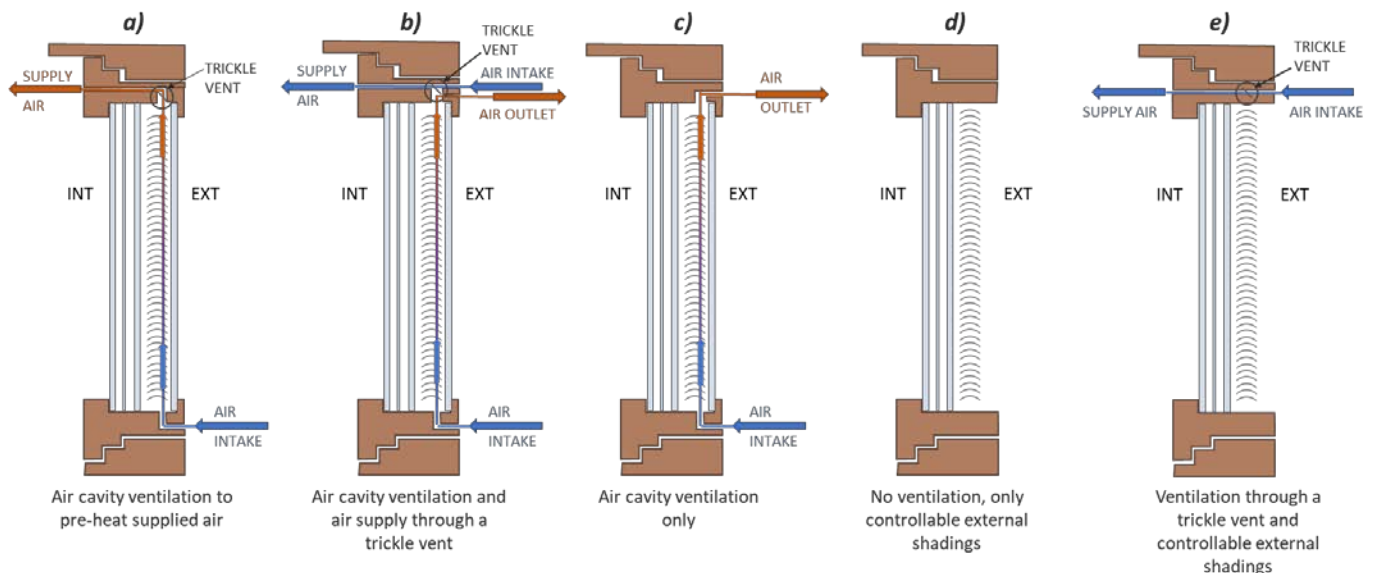 a)
SUPPLY
AIR
TRICKLE
VENT
INT
EXT
AIR
INTAKE
Air cavity ventilation to
pre-heat supplied air
b)
TRICKLE
VENT
SUPPLY
AIR
AIR INTAKE
AIR OUTLET
INT
EXT
AIR
INTAKE
Air cavity ventilation and
air supply through a
trickle vent
c)
AIR
OUTLET
INT
EXT
AIR
INTAKE
Air cavity ventilation
only
d)
INT
EXT
No ventilation, only
controllable external
shadings
e)
TRICKLE
VENT
SUPPLY AIR
AIR INTAKE
INT
EXT
Ventilation through a
trickle vent and
controllable external
shadings